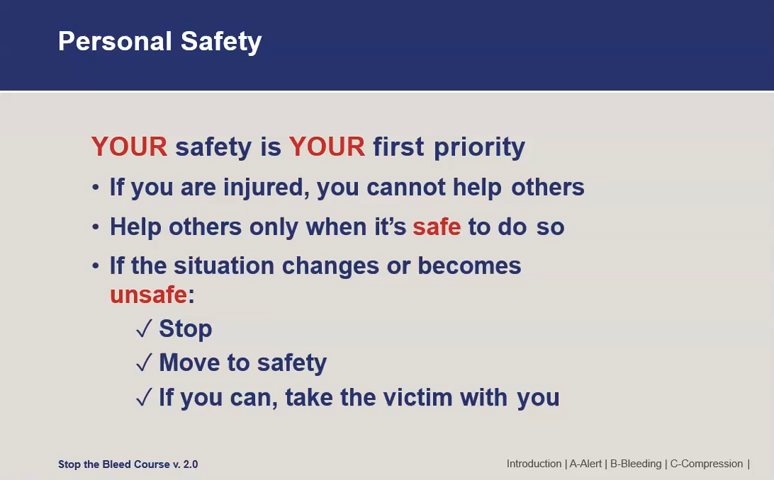 Personal Safety
YOUR safety is YOUR first priority
• If you are injured, you cannot help others
• Help others only when it's safe to do so
• If the situation changes or becomes
unsafe:
✓ Stop
✓ Move to safety
✓ If you can, take the victim with you
Stop the Bleed Course v. 2.0
Introduction | A-Alert | B-Bleeding | C-Compression |